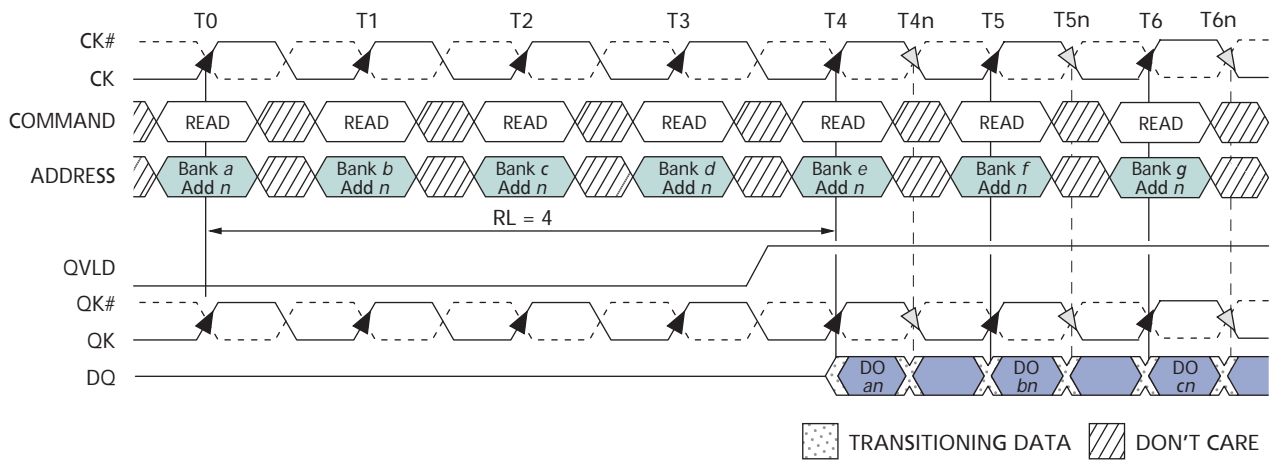 T0 T1 T2 T3 T4 T4n T5 T5n T6 T6n
CK#
CK
COMMAND READ READ READ READ READ READ READ
ADDRESS Bank a Bank b Bank c Bank d Bank e Bank f Bank g
Add n Add n Add n Add n Add n Add n Add n
RL = 4
QVLD
QK#
QK
DQ DO DO DO
an bn cn
TRANSITIONING DATA DON'T CARE